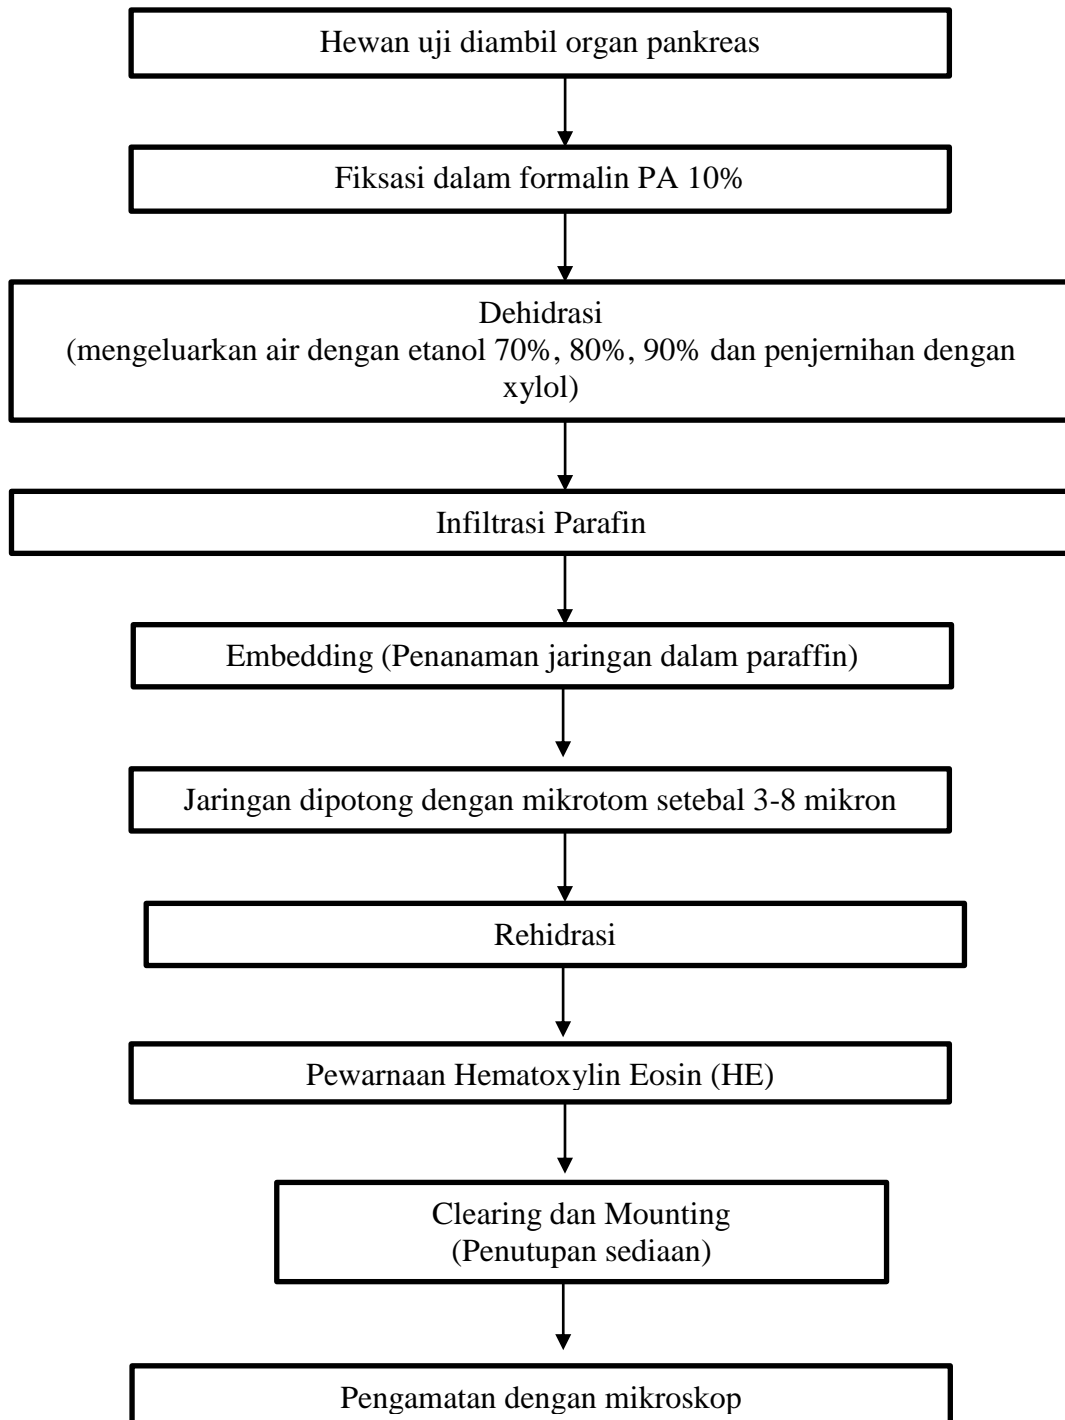 Hewan uji diambil organ pankreas
Fiksasi dalam formalin PA 10%
Dehidrasi
(mengeluarkan air dengan etanol 70%, 80%, 90% dan penjernihan dengan
xylol)
Infiltrasi Parafin
Embedding (Penanaman jaringan dalam paraffin)
Jaringan dipotong dengan mikrotom setebal 3-8 mikron
Rehidrasi
Pewarnaan Hematoxylin Eosin (HE)
Clearing dan Mounting
(Penutupan sediaan)
Pengamatan dengan mikroskop